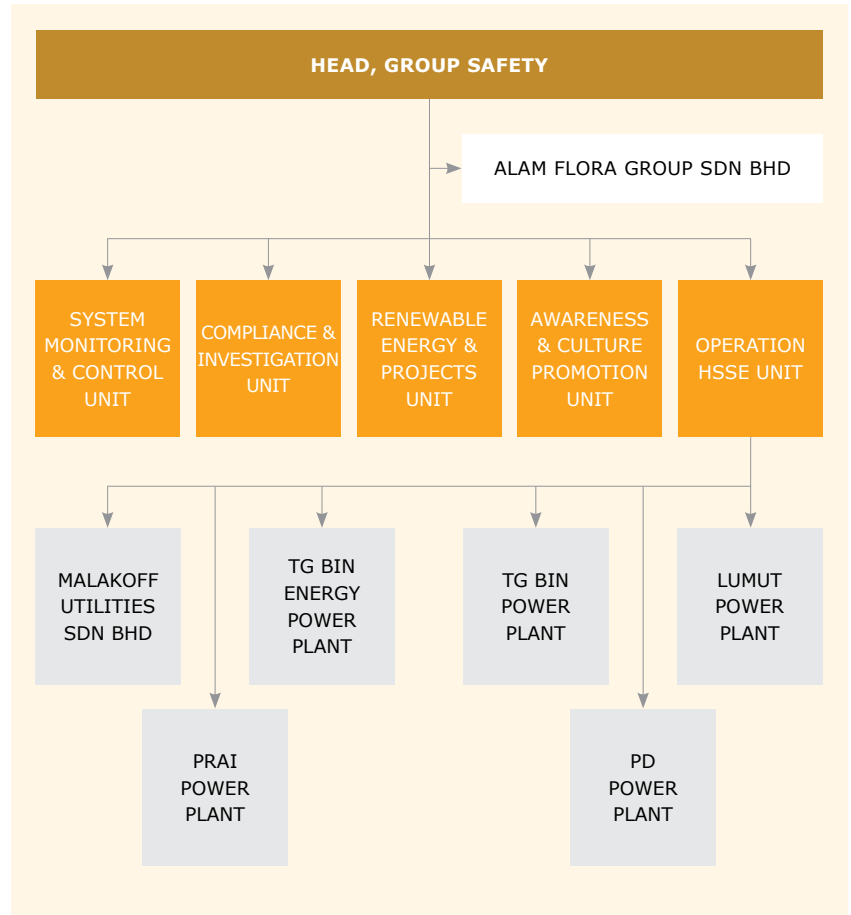 HEAD, GROUP SAFETY
ALAM FLORA GROUP SDN BHD
SYSTEM
MONITORING
& CONTROL
UNIT
COMPLIANCE &
INVESTIGATION
UNIT
RENEWABLE
ENERGY &
PROJECTS
UNIT
AWARENESS
& CULTURE
PROMOTION
UNIT
OPERATION
HSSE UNIT
MALAKOFF
UTILITIES
SDN BHD
TG BIN
ENERGY
POWER
PLANT
TG BIN
POWER
PLANT
LUMUT
POWER
PLANT
PRAI
POWER
PLANT
PD
POWER
PLANT